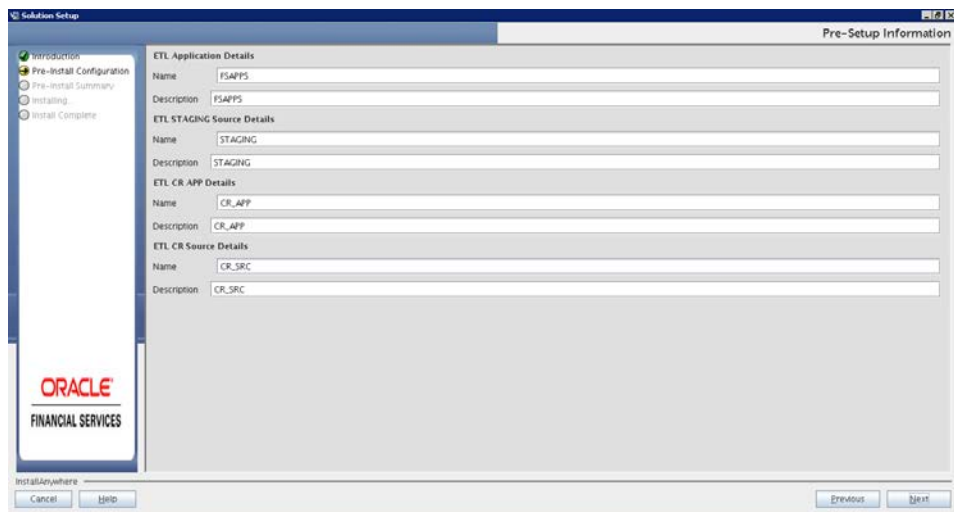 Solution Setup
Pre-Setup Information
Introduction
Pre-Install Configuration
Pre-Install Summary
Installing...
Install Complete
ETL Application Details
Name FSAPPS
Description FSAPPS
ETL STAGING Source Details
Name STAGING
Description STAGING
ETL CR APP Details
Name CR_APP
Description CR_APP
ETL CR Source Details
Name CR_SRC
Description CR_SRC
ORACLE
FINANCIAL SERVICES
InstallAnywhere
Cancel Help Previous Next